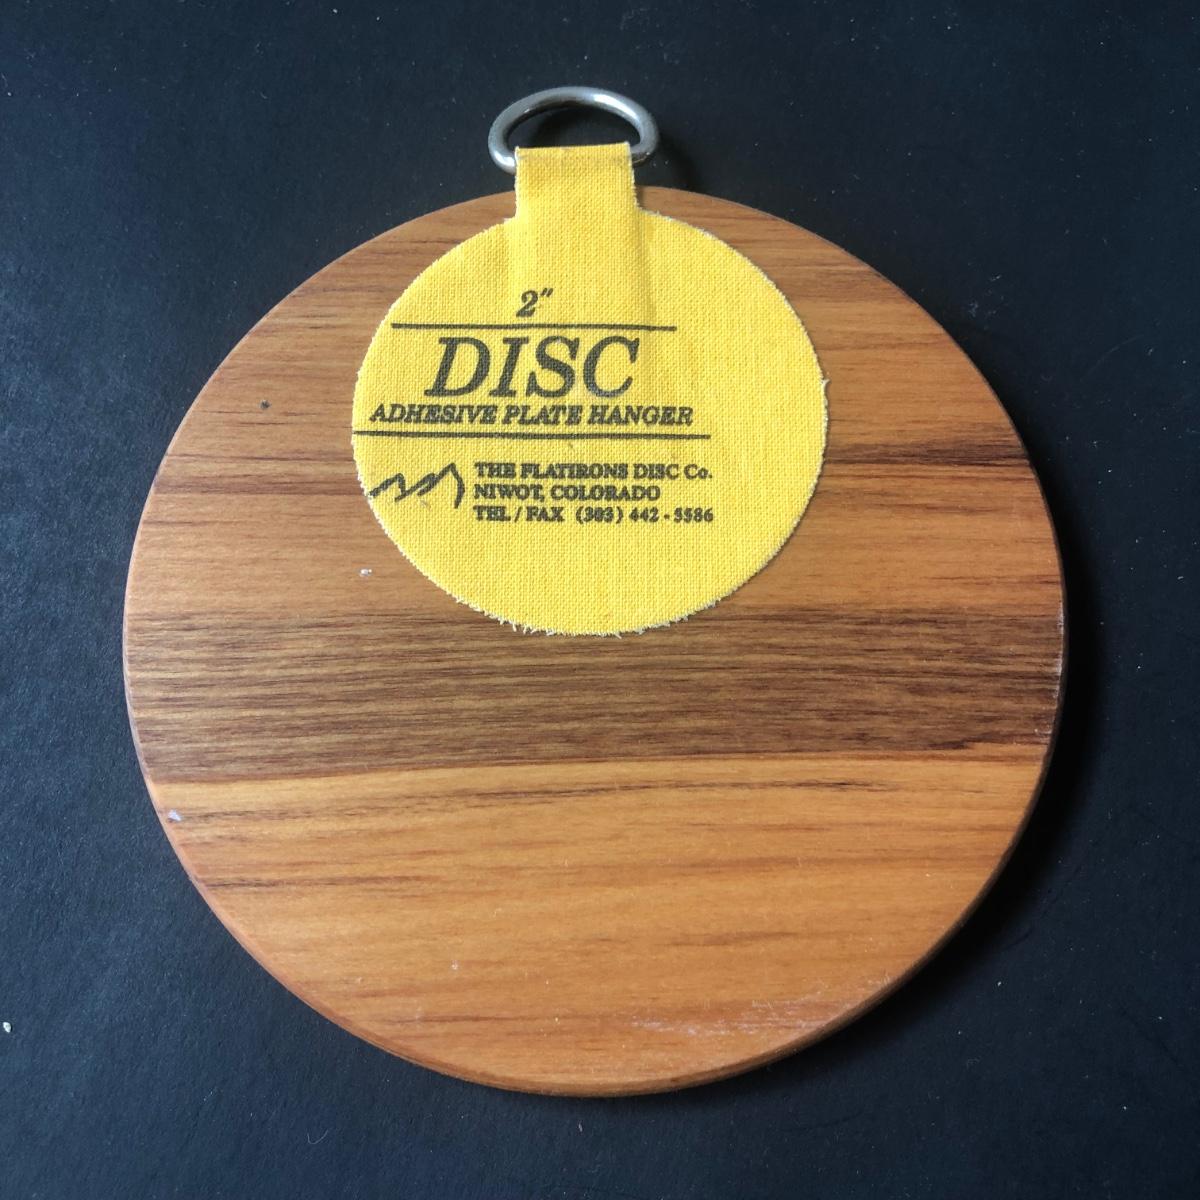 2"
DISC
ADHESIVE PLATE HANGER
THE FLATIRONS DISC Co.
NIWOT, COLORADO
TEL / FAX (303) 442 - 5586